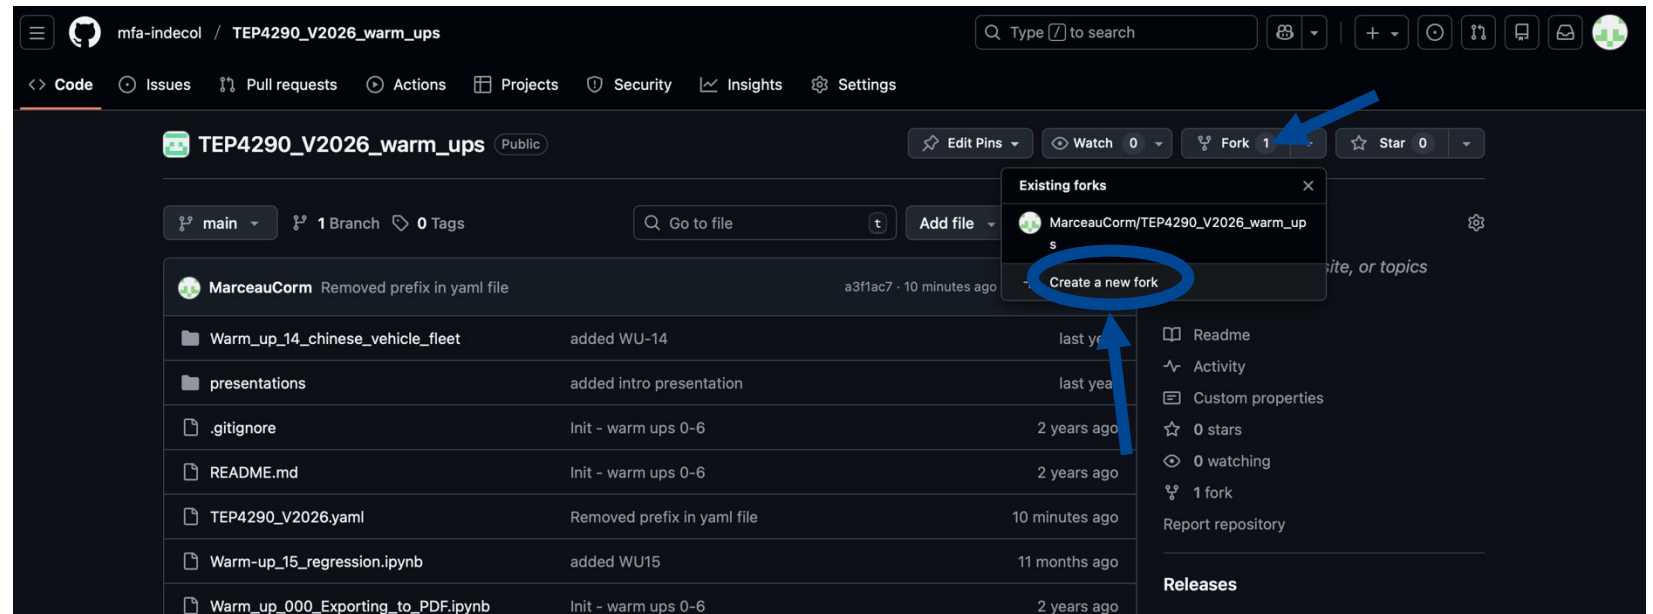 mfa-indecol / TEP4290_V2026_warm_ups
Type / to search
Code Issues Pull requests Actions Projects Security Insights Settings
TEP4290_V2026_warm_ups Public
Edit Pins Watch 0 Fork 1 Star 0
Existing forks
main 1 Branch 0 Tags Go to file t Add file
MarceauCorm/TEP4290_V2026_warm_up
s
site, or topics
Create a new fork
MarceauCorm Removed prefix in yaml file a3f1ac7 · 10 minutes ago
Warm_up_14_chinese_vehicle_fleet added WU-14 last year
Readme
Activity
presentations added intro presentation last year
Custom properties
.gitignore Init - warm ups 0-6 2 years ago
0 stars
0 watching
README.md Init - warm ups 0-6 2 years ago
1 fork
TEP4290_V2026.yaml Removed prefix in yaml file 10 minutes ago
Report repository
Warm-up_15_regression.ipynb added WU15 11 months ago
Releases
Warm_up_000_Exporting_to_PDF.ipynb Init - warm ups 0-6 2 years ago